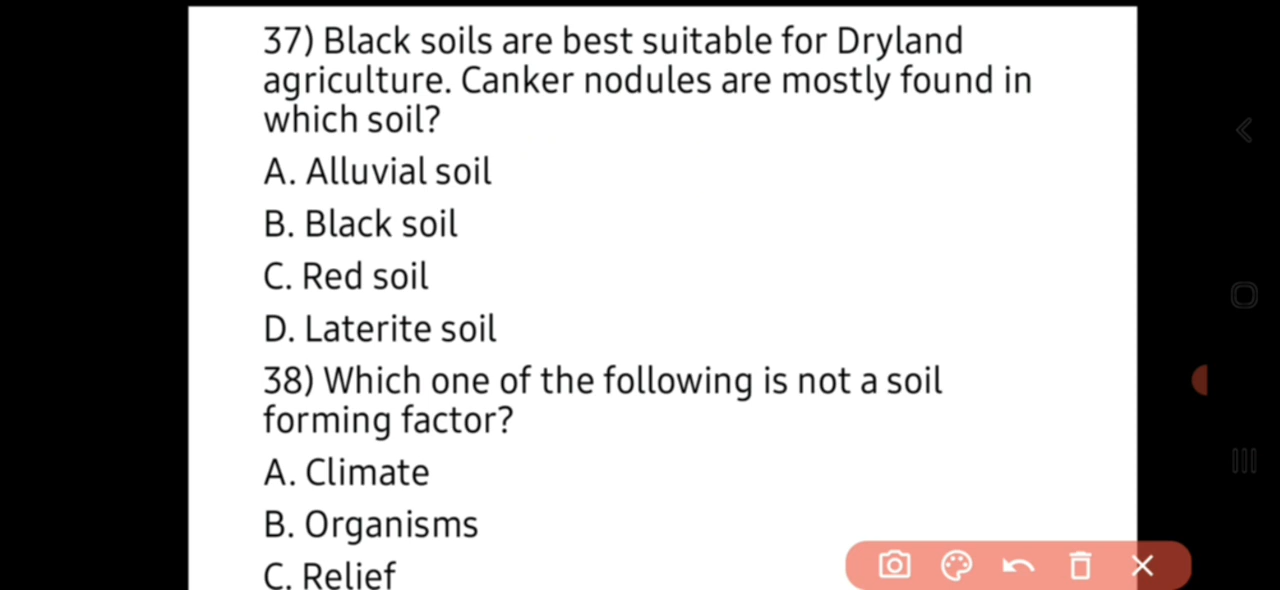 37) Black soils are best suitable for Dryland
agriculture. Canker nodules are mostly found in
which soil?
A. Alluvial soil
B. Black soil
C. Red soil
D. Laterite soil
38) Which one of the following is not a soil
forming factor?
A. Climate
B. Organisms
C. Relief